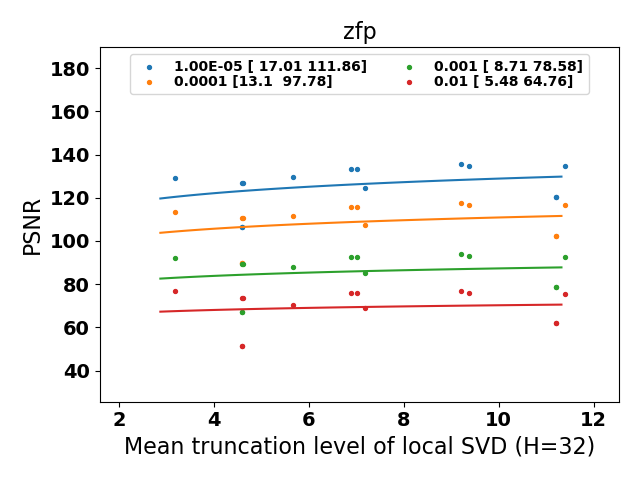 zfp
1.00E-05 [ 17.01 111.86]
0.0001 [13.1  97.78]
0.001 [ 8.71 78.58]
0.01 [ 5.48 64.76]
PSNR
180
160
140
120
100
80
60
40
2 4 6 8 10 12
Mean truncation level of local SVD (H=32)